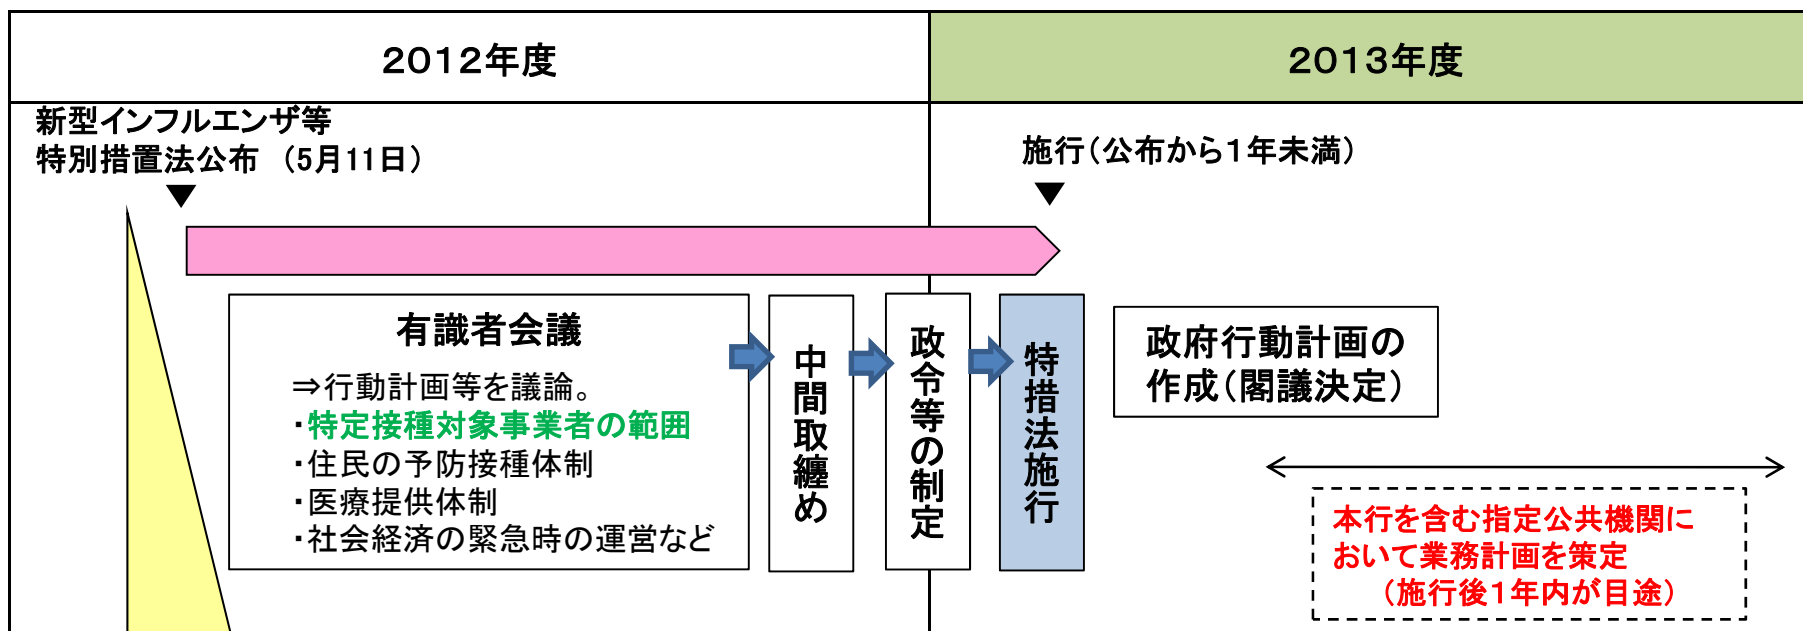 2012年度
2013年度
新型インフルエンザ等
特別措置法公布 （5月11日）
施行（公布から１年未満）
有識者会議
⇒行動計画等を議論。
・特定接種対象事業者の範囲
・住民の予防接種体制
・医療提供体制
・社会経済の緊急時の運営など
中間取纏め
政令等の制定
特措法施行
政府行動計画の
作成（閣議決定）
本行を含む指定公共機関に
おいて業務計画を策定
（施行後１年内が目途）